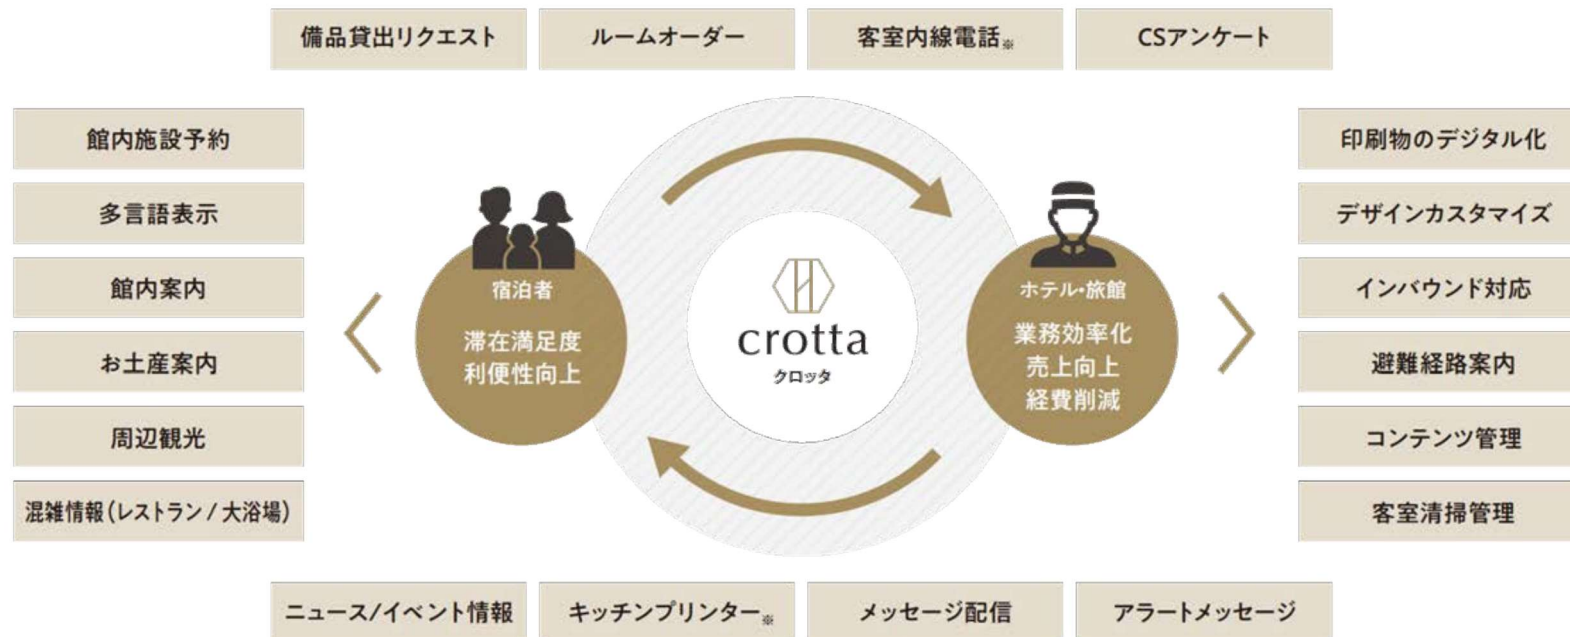 備品貸出リクエスト
ルームオーダー
客室内線電話※
CSアンケート
館内施設予約
多言語表示
館内案内
お土産案内
周辺観光
混雑情報(レストラン / 大浴場)
宿泊者
滞在満足度
利便性向上
crotta
クロッタ
ホテル・旅館
業務効率化
売上向上
経費削減
印刷物のデジタル化
デザインカスタマイズ
インバウンド対応
避難経路案内
コンテンツ管理
客室清掃管理
ニュース/イベント情報
キッチンプリンター※
メッセージ配信
アラートメッセージ